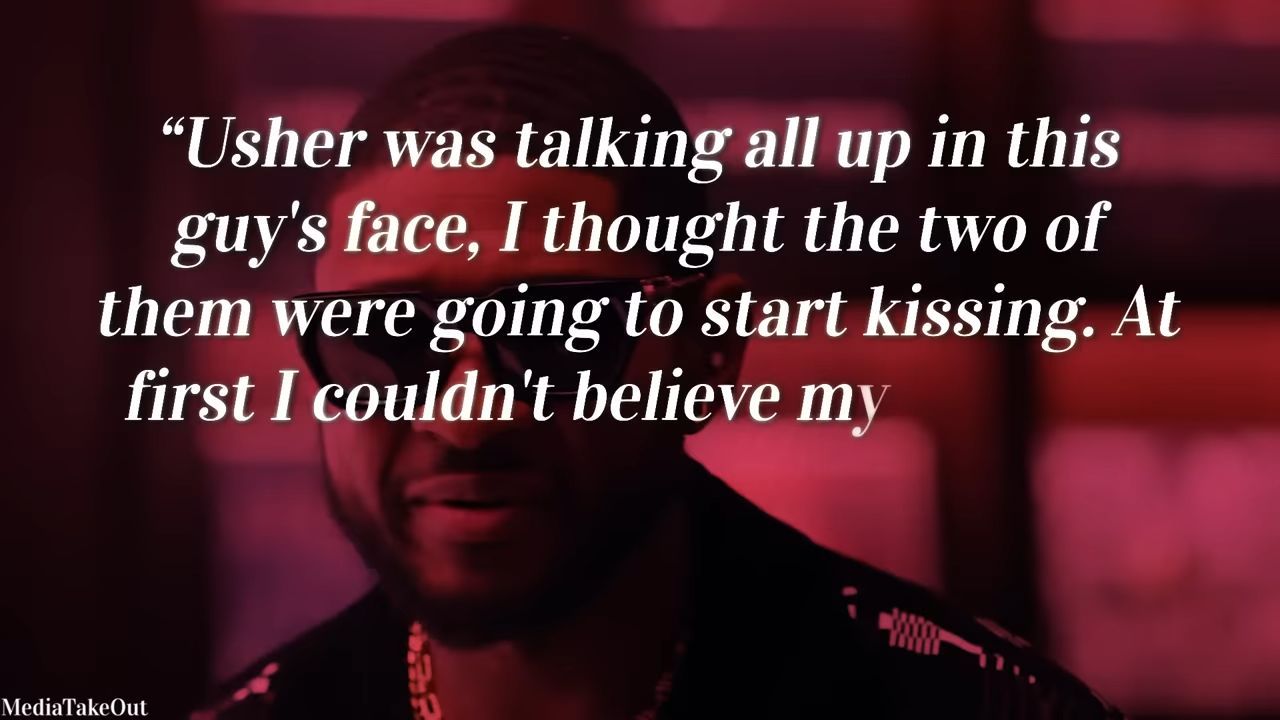 “Usher was talking all up in this
guy's face, I thought the two of
them were going to start kissing. At
first I couldn't believe my
MediaTakeOut